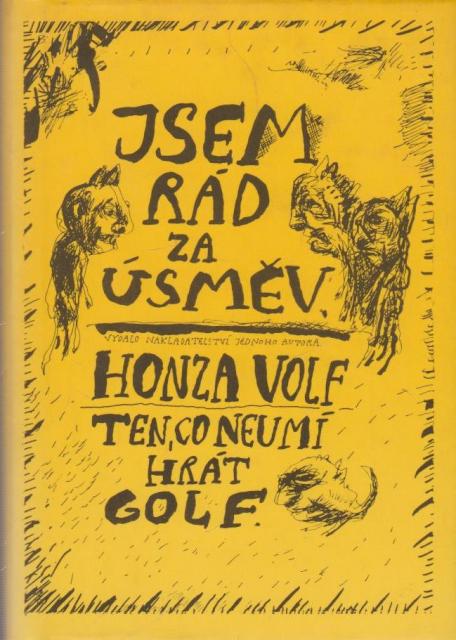 JSEM
RÁD
ZA
ÚSMĚV.
VYDALO NAKLADATELSTVÍ JEDNOHO AUTORA
HONZA VOLF
TEN, CO NEUMÍ
HRÁT
GOLF.